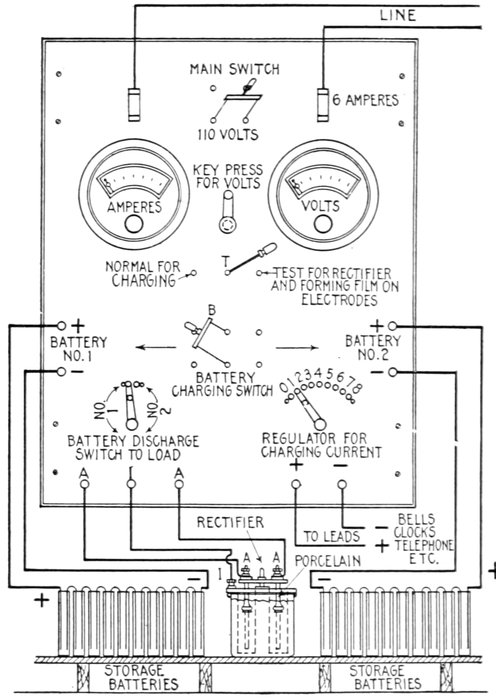 LINE
MAIN SWITCH
6 AMPERES
110 VOLTS
KEY PRESS
FOR VOLTS
AMPERES
VOLTS
T
NORMAL FOR
CHARGING
TEST FOR RECTIFIER
AND FORMING FILM ON
ELECTRODES
B
+
BATTERY
NO.1
-
+
BATTERY
NO.2
-
BATTERY
CHARGING SWITCH
NO. 1
NO. 2
0 1 2 3 4 5 6 7 8
BATTERY DISCHARGE
SWITCH TO LOAD
REGULATOR FOR
CHARGING CURRENT
A I A
+ -
RECTIFIER
TO LEADS
- BELLS
CLOCKS
+ TELEPHONE
ETC.
A A
PORCELAIN
I
+ - - +
STORAGE
BATTERIES
STORAGE
BATTERIES